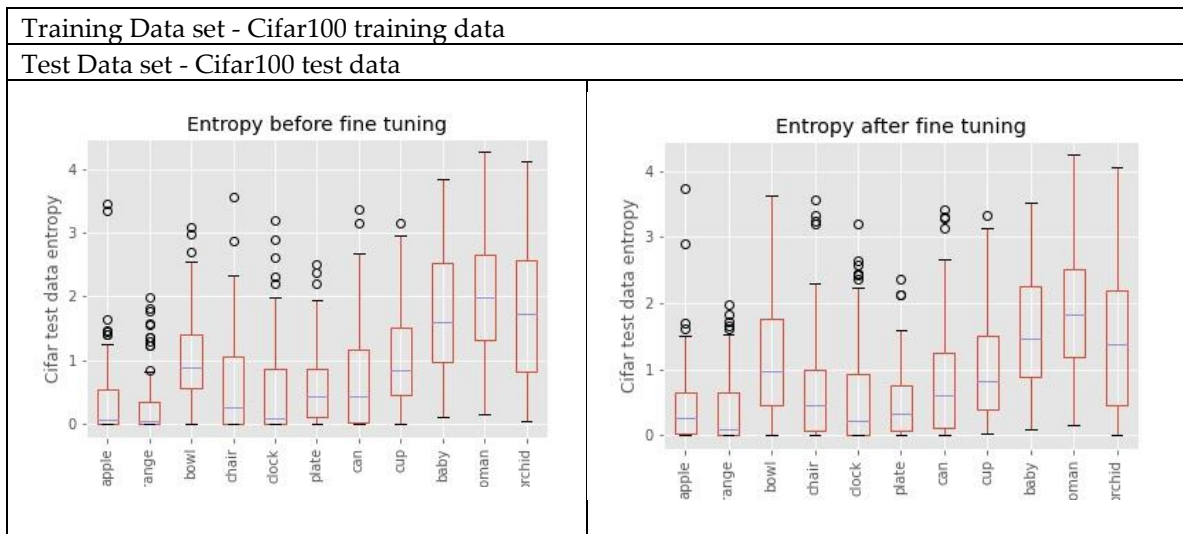 Training Data set - Cifar100 training data
Test Data set - Cifar100 test data
Entropy before fine tuning
Cifar test data entropy
4
3
2
1
0
apple
range
bowl
chair
clock
plate
can
cup
baby
oman
rchid
Entropy after fine tuning
Cifar test data entropy
4
3
2
1
0
apple
range
bowl
chair
clock
plate
can
cup
baby
oman
rchid